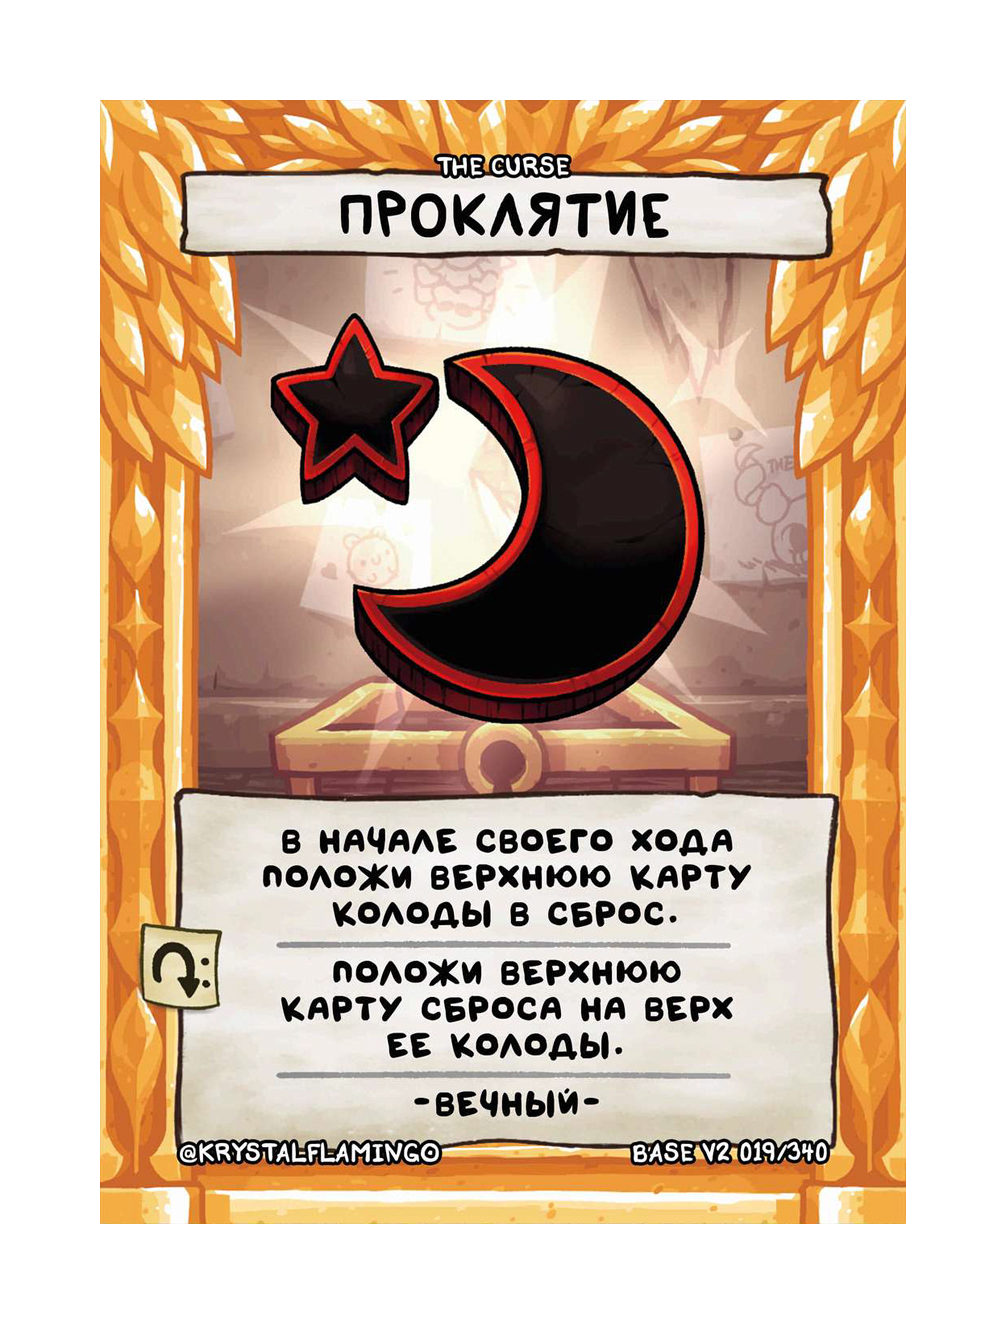 THE CURSE
ПРОКЛЯТИЕ
THE
В НАЧАЛЕ СВОЕГО ХОДА
ПОЛОЖИ ВЕРХНЮЮ КАРТУ
КОЛОДЫ В СБРОС.
ПОЛОЖИ ВЕРХНЮЮ
КАРТУ СБРОСА НА ВЕРХ
ЕЕ КОЛОДЫ.
-ВЕЧНЫЙ-
@KRYSTALFLAMINGO
BASE V2 019/340